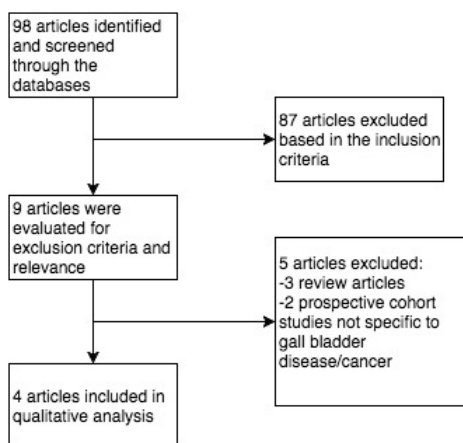 98 articles identified
and screened
through the
databases
87 articles excluded
based in the inclusion
criteria
9 articles were
evaluated for
exclusion criteria and
relevance
5 articles excluded:
-3 review articles
-2 prospective cohort
studies not specific to
gall bladder
disease/cancer
4 articles included in
qualitative analysis